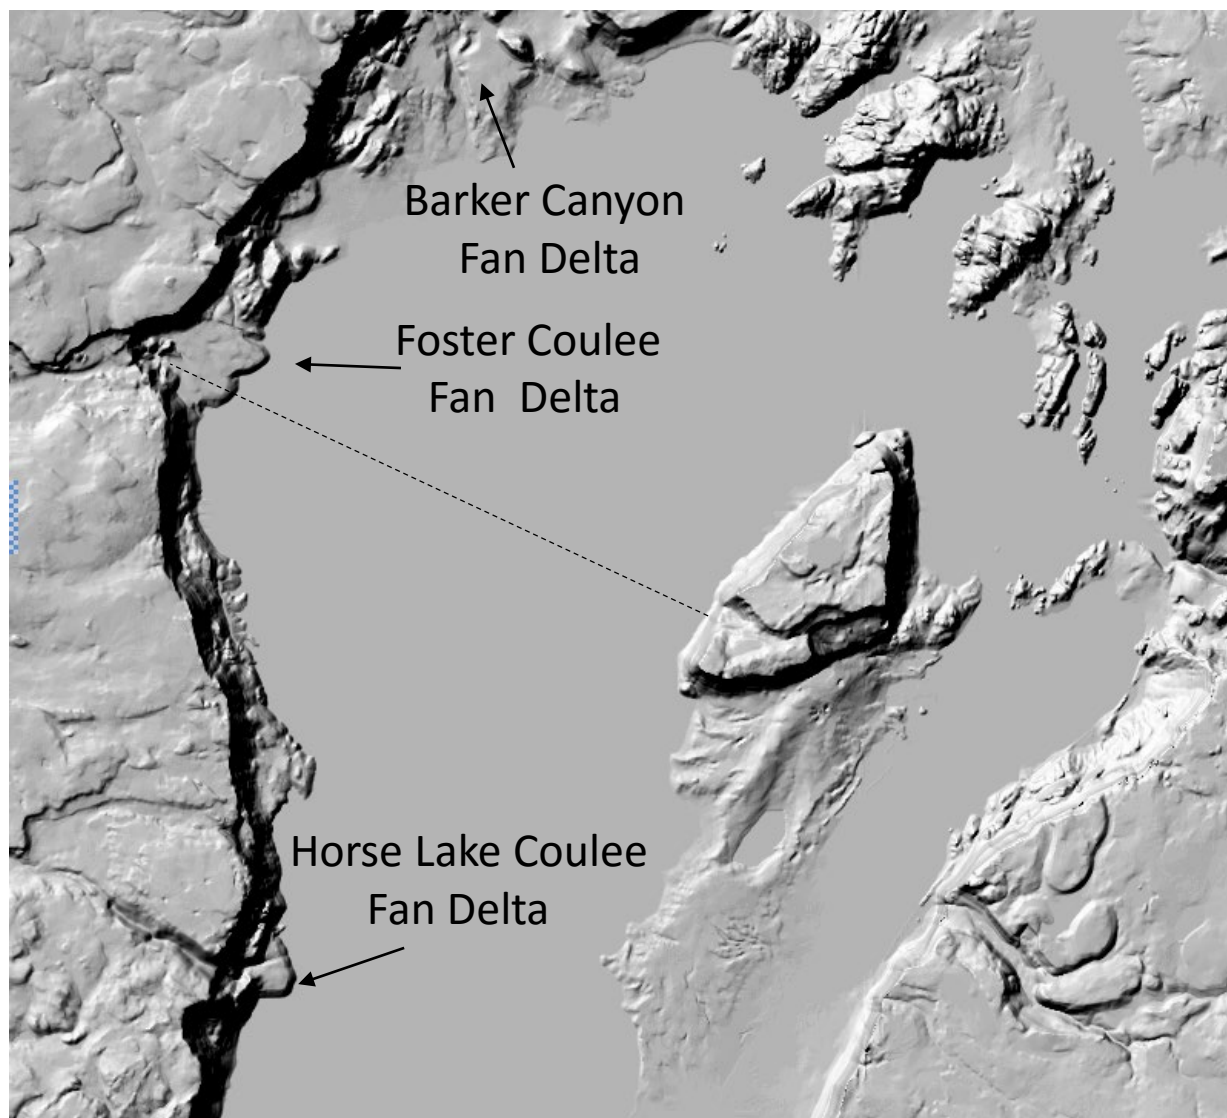 Barker Canyon
Fan Delta
Foster Coulee
Fan Delta
Horse Lake Coulee
Fan Delta